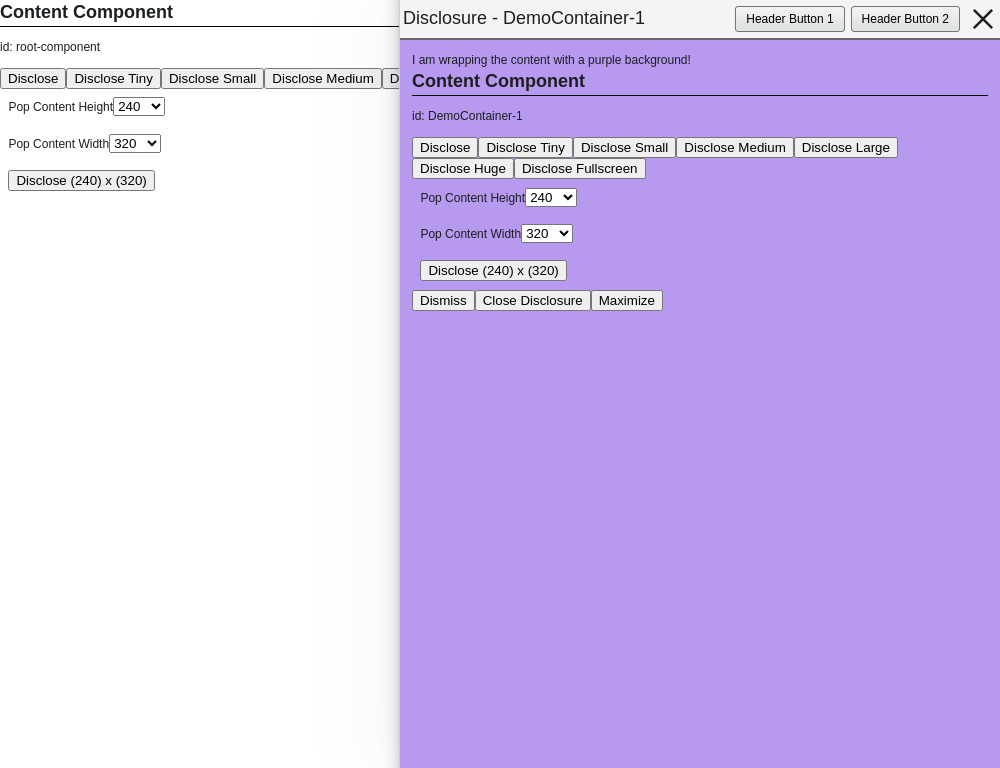 Content Component
id: root-component
Disclose Disclose Tiny Disclose Small Disclose Medium D
Pop Content Height 240
Pop Content Width 320
Disclose (240) x (320)
Disclosure - DemoContainer-1 Header Button 1 Header Button 2
I am wrapping the content with a purple background!
Content Component
id: DemoContainer-1
Disclose Disclose Tiny Disclose Small Disclose Medium Disclose Large
Disclose Huge Disclose Fullscreen
Pop Content Height 240
Pop Content Width 320
Disclose (240) x (320)
Dismiss Close Disclosure Maximize